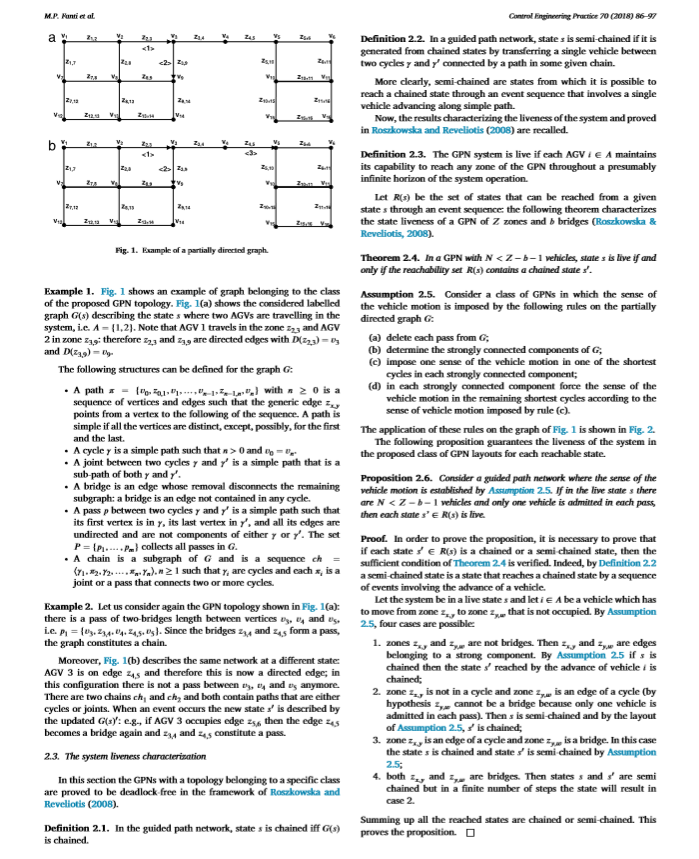 M.P. Fanti et al.
Control Engineering Practice 70 (2018) 86–97
a
b
<1>
<2>
<1>
<2>
<3>
Fig. 1. Example of a partially directed graph.
Example 1. Fig. 1 shows an example of graph belonging to the class
of the proposed GPN topology. Fig. 1(a) shows the considered labelled
graph G(s) describing the state s where two AGVs are travelling in the
system, i.e. A = {1,2}. Note that AGV 1 travels in the zone z2,3 and AGV
2 in zone z3,9: therefore z2,3 and z3,9 are directed edges with D(z2,3) = v3
and D(z3,9) = v9.
The following structures can be defined for the graph G:
• A path π = {v0, z0,1, v1, …, vn−1, zn−1,n, vn} with n ≥ 0 is a
sequence of vertices and edges such that the generic edge zx,y
points from a vertex to the following of the sequence. A path is
simple if all the vertices are distinct, except, possibly, for the first
and the last.
• A cycle γ is a simple path such that n > 0 and v0 = vn.
• A joint between two cycles γ and γ′ is a simple path that is a
sub-path of both γ and γ′.
• A bridge is an edge whose removal disconnects the remaining
subgraph: a bridge is an edge not contained in any cycle.
• A pass p between two cycles γ and γ′ is a simple path such that
its first vertex is in γ, its last vertex in γ′, and all its edges are
undirected and are not components of either γ or γ′. The set
P = {p1, …, pm} collects all passes in G.
• A chain is a subgraph of G and is a sequence ch =
⟨γ1, π2, γ2, …, πn, γn⟩, n ≥ 1 such that γi are cycles and each πi is a
joint or a pass that connects two or more cycles.
Example 2. Let us consider again the GPN topology shown in Fig. 1(a):
there is a pass of two-bridges length between vertices v3, v4 and v5,
i.e. p1 = {v3, z3,4, v4, z4,5, v5}. Since the bridges z3,4 and z4,5 form a pass,
the graph constitutes a chain.
Moreover, Fig. 1(b) describes the same network at a different state:
AGV 3 is on edge z4,5 and therefore this is now a directed edge; in
this configuration there is not a pass between v3, v4 and v5 anymore.
There are two chains ch1 and ch2 and both contain paths that are either
cycles or joints. When an event occurs the new state s′ is described by
the updated G(s)′: e.g., if AGV 3 occupies edge z5,6 then the edge z4,5
becomes a bridge again and z3,4 and z4,5 constitute a pass.
2.3. The system liveness characterization
In this section the GPNs with a topology belonging to a specific class
are proved to be deadlock-free in the framework of Roszkowska and
Reveliotis (2008).
Definition 2.1. In the guided path network, state s is chained iff G(s)
is chained.
Definition 2.2. In a guided path network, state s is semi-chained if it is
generated from chained states by transferring a single vehicle between
two cycles γ and γ′ connected by a path in some given chain.
More clearly, semi-chained are states from which it is possible to
reach a chained state through an event sequence that involves a single
vehicle advancing along simple path.
Now, the results characterizing the liveness of the system and proved
in Roszkowska and Reveliotis (2008) are recalled.
Definition 2.3. The GPN system is live if each AGV i ∈ A maintains
its capability to reach any zone of the GPN throughout a presumably
infinite horizon of the system operation.
Let R(s) be the set of states that can be reached from a given
state s through an event sequence: the following theorem characterizes
the state liveness of a GPN of Z zones and b bridges (Roszkowska &
Reveliotis, 2008).
Theorem 2.4. In a GPN with N < Z − b − 1 vehicles, state s is live if and
only if the reachability set R(s) contains a chained state s′.
Assumption 2.5. Consider a class of GPNs in which the sense of
the vehicle motion is imposed by the following rules on the partially
directed graph G:
(a) delete each pass from G;
(b) determine the strongly connected components of G;
(c) impose one sense of the vehicle motion in one of the shortest
cycles in each strongly connected component;
(d) in each strongly connected component force the sense of the
vehicle motion in the remaining shortest cycles according to the
sense of vehicle motion imposed by rule (c).
The application of these rules on the graph of Fig. 1 is shown in Fig. 2.
The following proposition guarantees the liveness of the system in
the proposed class of GPN layouts for each reachable state.
Proposition 2.6. Consider a guided path network where the sense of the
vehicle motion is established by Assumption 2.5. If in the live state s there
are N < Z − b − 1 vehicles and only one vehicle is admitted in each pass,
then each state s′ ∈ R(s) is live.
Proof. In order to prove the proposition, it is necessary to prove that
if each state s′ ∈ R(s) is a chained or a semi-chained state, then the
sufficient condition of Theorem 2.4 is verified. Indeed, by Definition 2.2
a semi-chained state is a state that reaches a chained state by a sequence
of events involving the advance of a vehicle.
Let the system be in a live state s and let i ∈ A be a vehicle which has
to move from zone zx,y to zone zy,w that is not occupied. By Assumption
2.5, four cases are possible:
1. zones zx,y and zy,w are not bridges. Then zx,y and zy,w are edges
belonging to a strong component. By Assumption 2.5 if s is
chained then the state s′ reached by the advance of vehicle i is
chained;
2. zone zx,y is not in a cycle and zone zy,w is an edge of a cycle (by
hypothesis zy,w cannot be a bridge because only one vehicle is
admitted in each pass). Then s is semi-chained and by the layout
of Assumption 2.5, s′ is chained;
3. zone zx,y is an edge of a cycle and zone zy,w is a bridge. In this case
the state s is chained and state s′ is semi-chained by Assumption
2.5;
4. both zx,y and zy,w are bridges. Then states s and s′ are semi
chained but in a finite number of steps the state will result in
case 2.
Summing up all the reached states are chained or semi-chained. This
proves the proposition. □